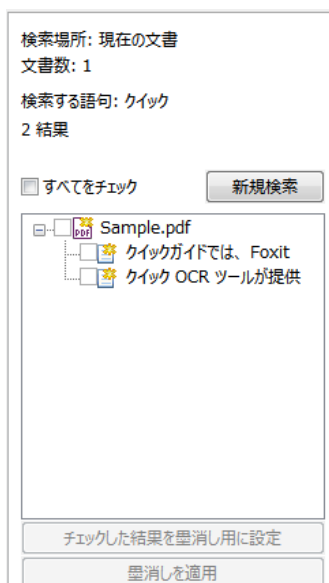 検索場所: 現在の文書
文書数: 1
検索する語句: クイック
2 結果
すべてをチェック
新規検索
Sample.pdf
クイックガイドでは、Foxit
クイック OCR ツールが提供
チェックした結果を墨消し用に設定
墨消しを適用